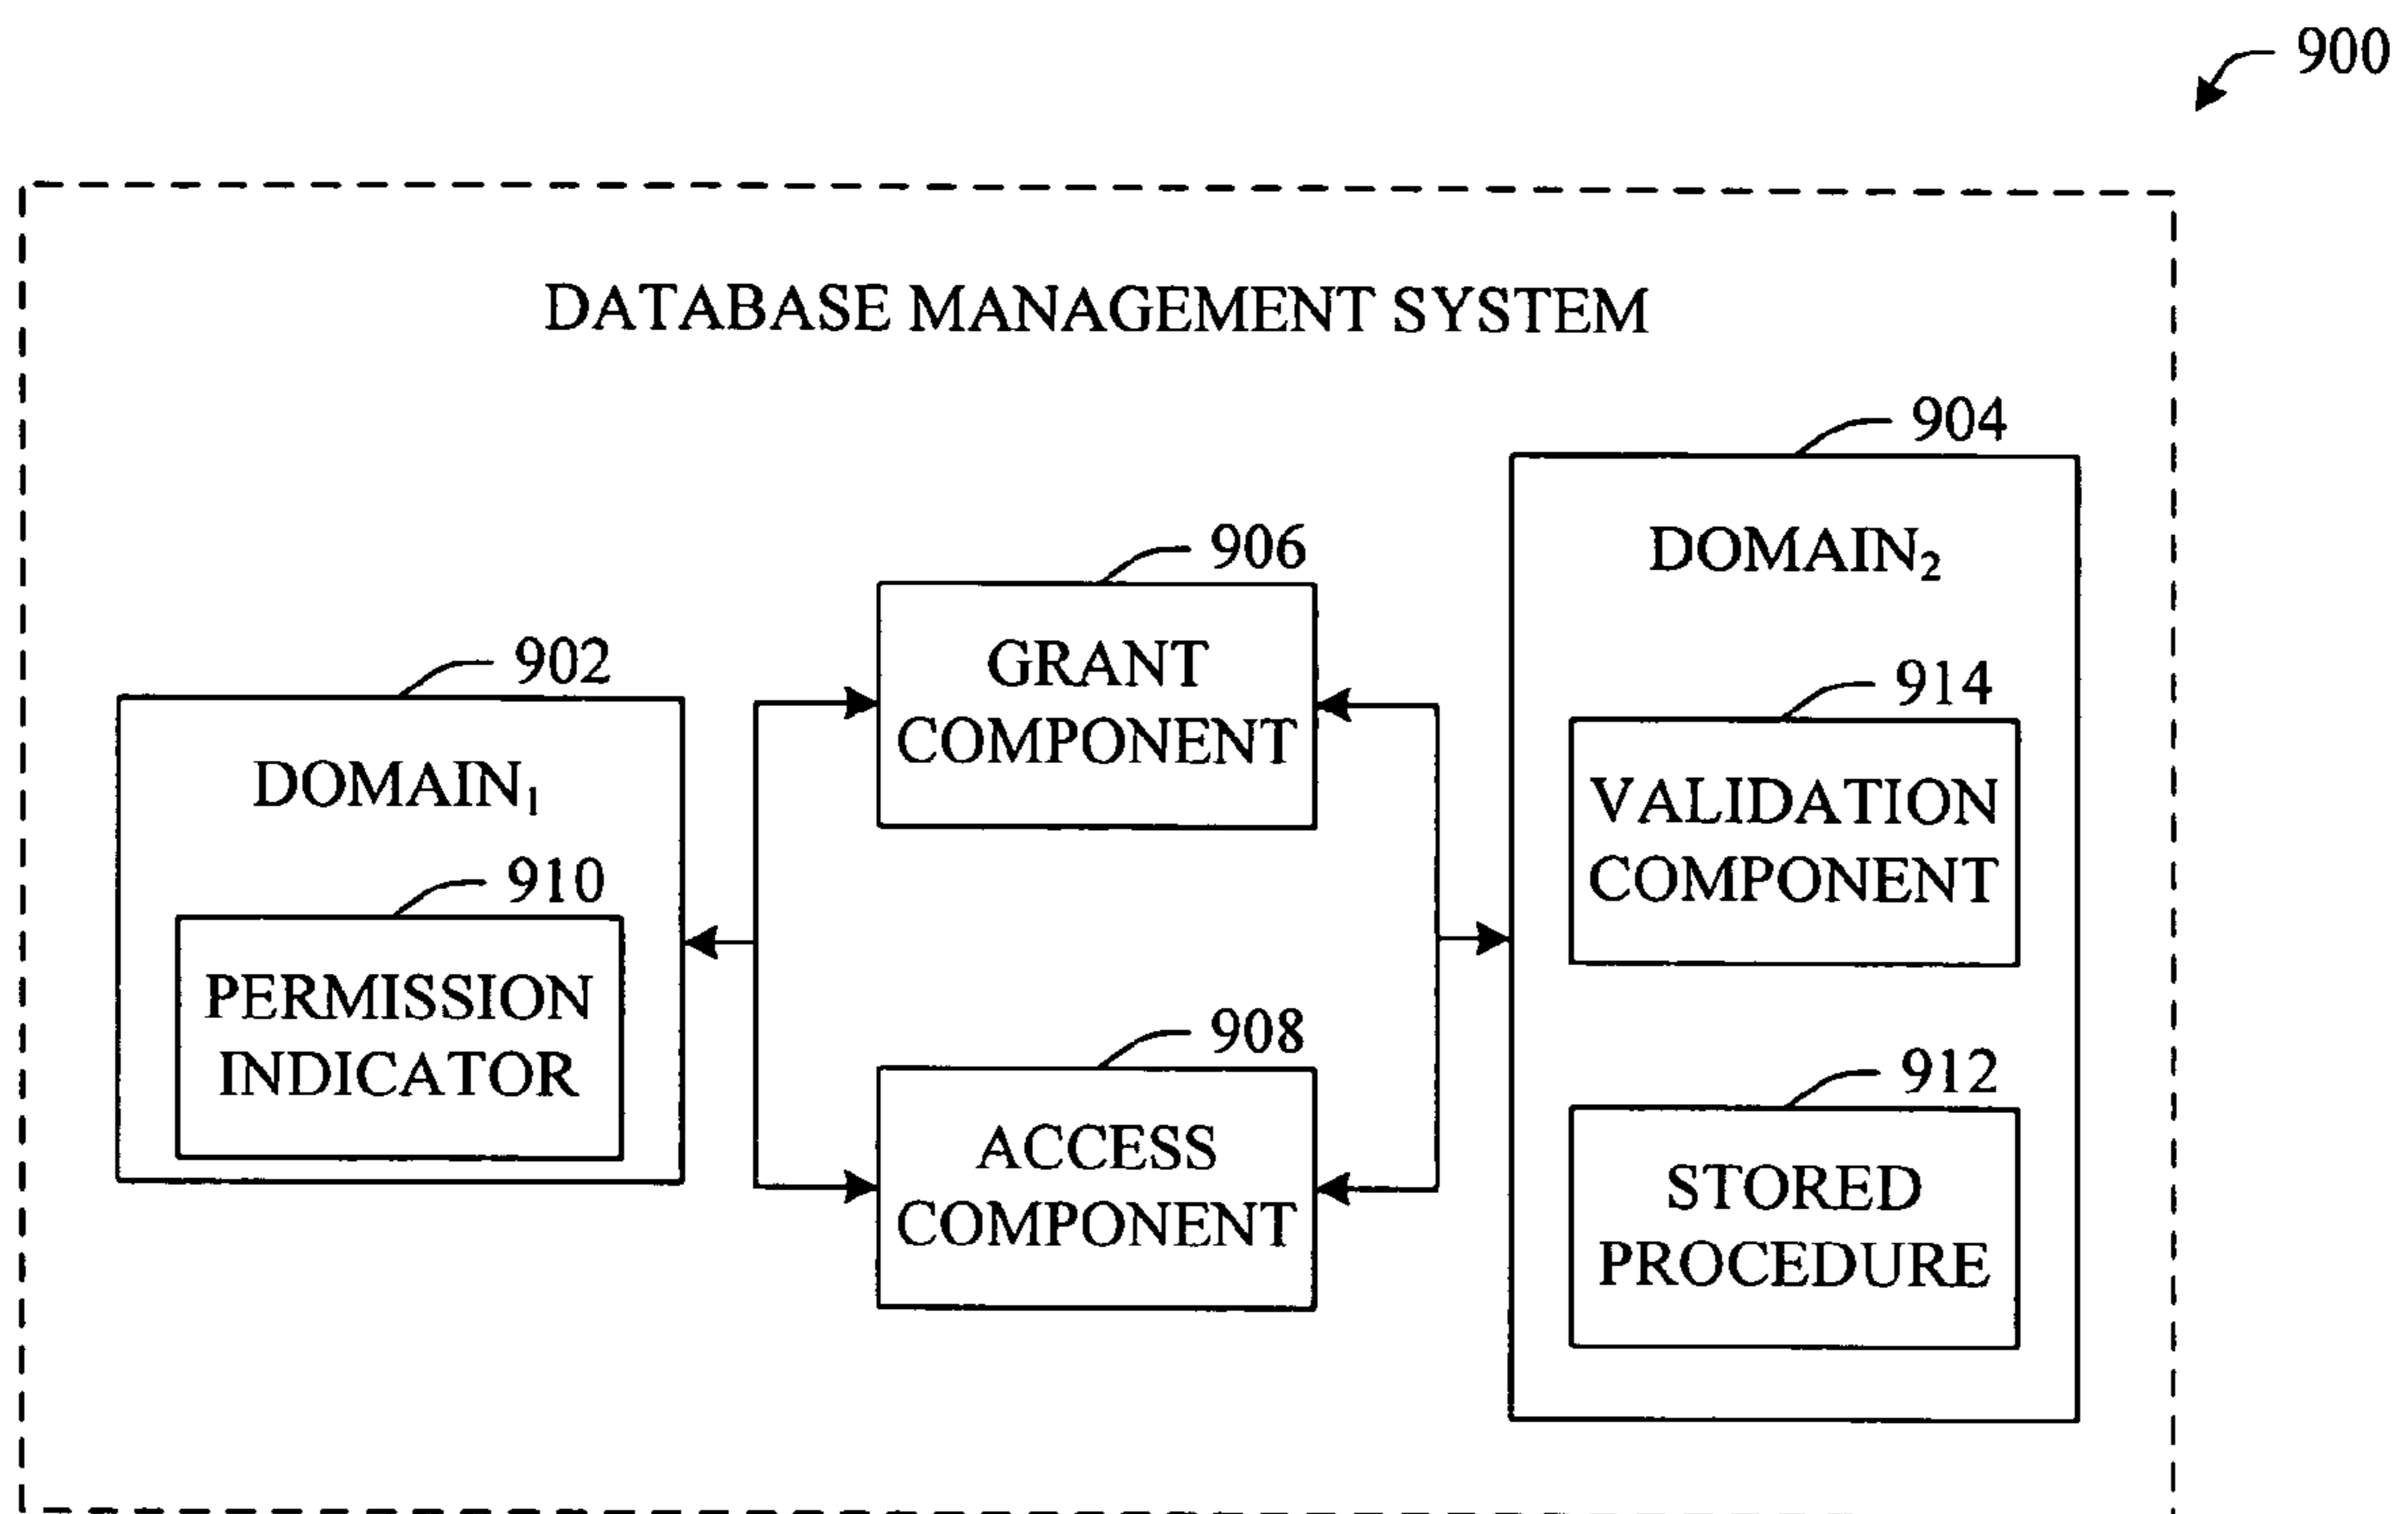 900
DATABASE MANAGEMENT SYSTEM
904
DOMAIN₂
906
GRANT
COMPONENT
902
DOMAIN₁
914
VALIDATION
COMPONENT
910
PERMISSION
INDICATOR
908
ACCESS
COMPONENT
912
STORED
PROCEDURE